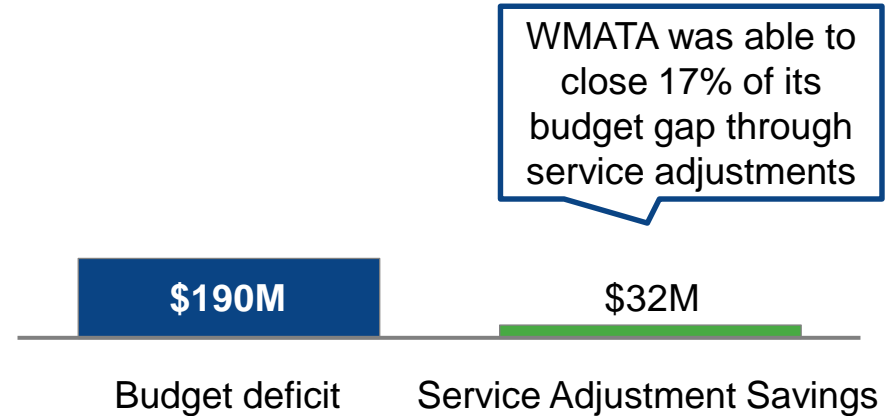 WMATA was able to
close 17% of its
budget gap through
service adjustments
$190M
$32M
Budget deficit
Service Adjustment Savings